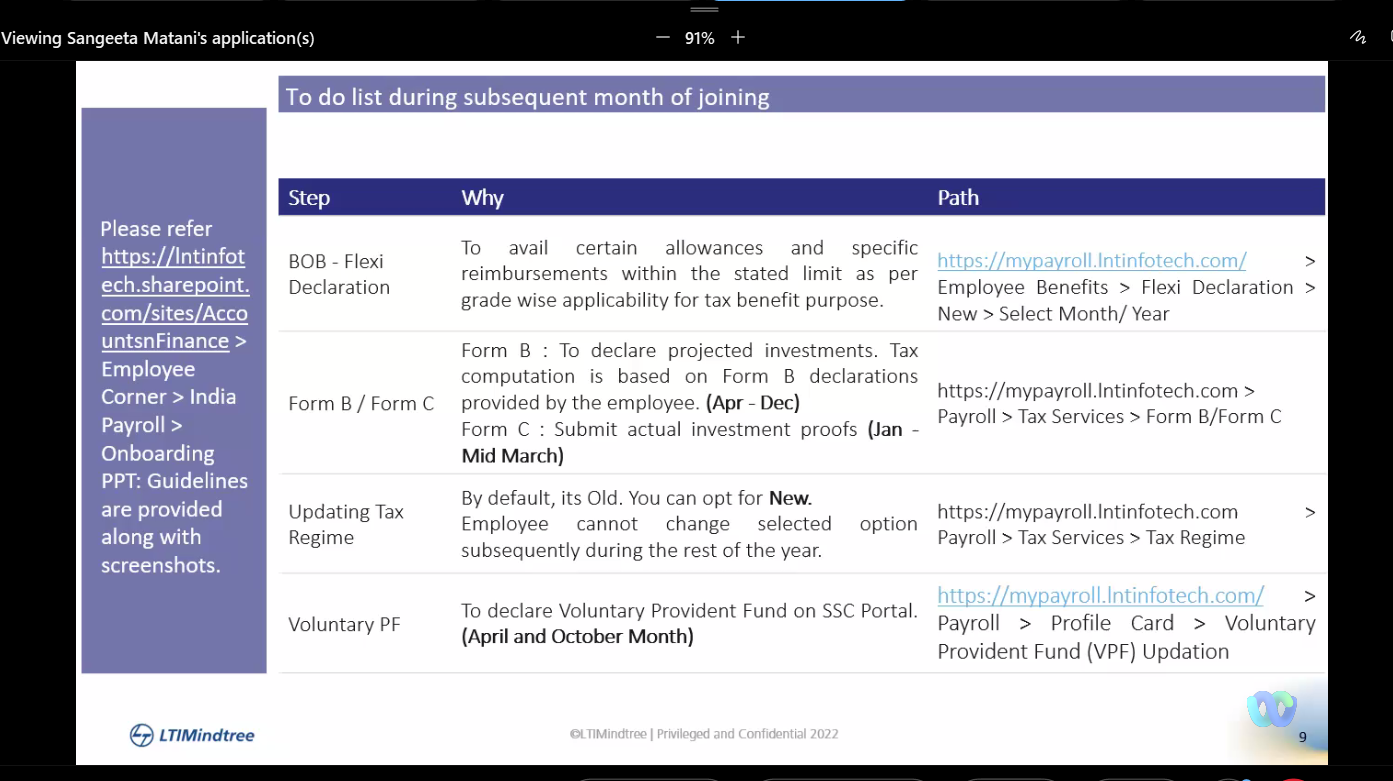 Viewing Sangeeta Matani's application(s)
91%
To do list during subsequent month of joining
Please refer
https://lntinfot
ech.sharepoint.
com/sites/Acco
untsnFinance >
Employee
Corner > India
Payroll >
Onboarding
PPT: Guidelines
are provided
along with
screenshots.
Step Why Path
BOB - Flexi
Declaration
To avail certain allowances and specific
reimbursements within the stated limit as per
grade wise applicability for tax benefit purpose.
https://mypayroll.lntinfotech.com/ >
Employee Benefits > Flexi Declaration >
New > Select Month/ Year
Form B / Form C
Form B : To declare projected investments. Tax
computation is based on Form B declarations
provided by the employee. (Apr - Dec)
Form C : Submit actual investment proofs (Jan -
Mid March)
https://mypayroll.lntinfotech.com >
Payroll > Tax Services > Form B/Form C
Updating Tax
Regime
By default, its Old. You can opt for New.
Employee cannot change selected option
subsequently during the rest of the year.
https://mypayroll.lntinfotech.com >
Payroll > Tax Services > Tax Regime
Voluntary PF
To declare Voluntary Provident Fund on SSC Portal.
(April and October Month)
https://mypayroll.lntinfotech.com/ >
Payroll > Profile Card > Voluntary
Provident Fund (VPF) Updation
LTIMindtree
©LTIMindtree | Privileged and Confidential 2022
9